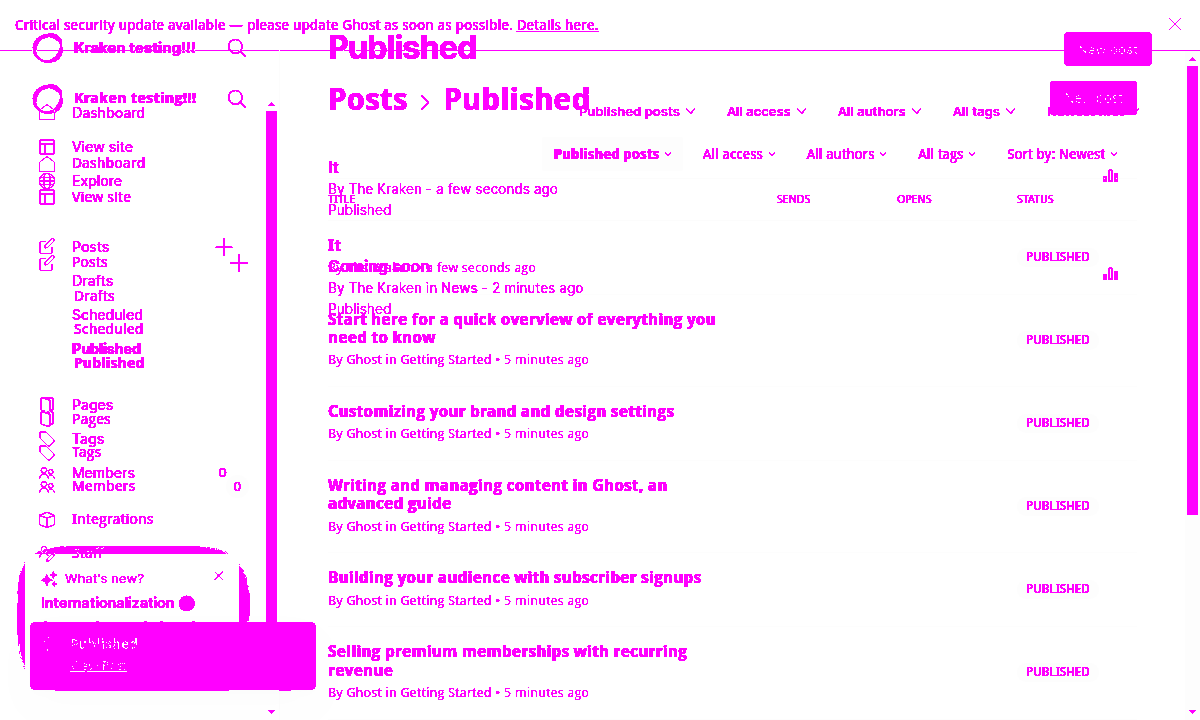 Critical security update available — please update Ghost as soon as possible. Details here.
Kraken testing!!!
Published
New post
Kraken testing!!!
Posts › Published
New post
Dashboard
Published posts
All access
All authors
All tags
View site
Dashboard
Published posts
All access
All authors
All tags
Sort by: Newest
Explore
View site
It
By The Kraken - a few seconds ago
Published
TITLE
SENDS
OPENS
STATUS
Posts
Posts
Drafts
Drafts
Scheduled
Scheduled
Published
Published
It
a few seconds ago
PUBLISHED
Coming soon
By The Kraken in News - 2 minutes ago
Published
Start here for a quick overview of everything you
need to know
By Ghost in Getting Started • 5 minutes ago
PUBLISHED
Pages
Pages
Tags
Tags
Members 0
Members 0
Customizing your brand and design settings
By Ghost in Getting Started • 5 minutes ago
PUBLISHED
Writing and managing content in Ghost, an
advanced guide
By Ghost in Getting Started • 5 minutes ago
PUBLISHED
Integrations
Staff
What's new?
Internationalization
Published
View Post
Building your audience with subscriber signups
By Ghost in Getting Started • 5 minutes ago
PUBLISHED
Selling premium memberships with recurring
revenue
By Ghost in Getting Started • 5 minutes ago
PUBLISHED